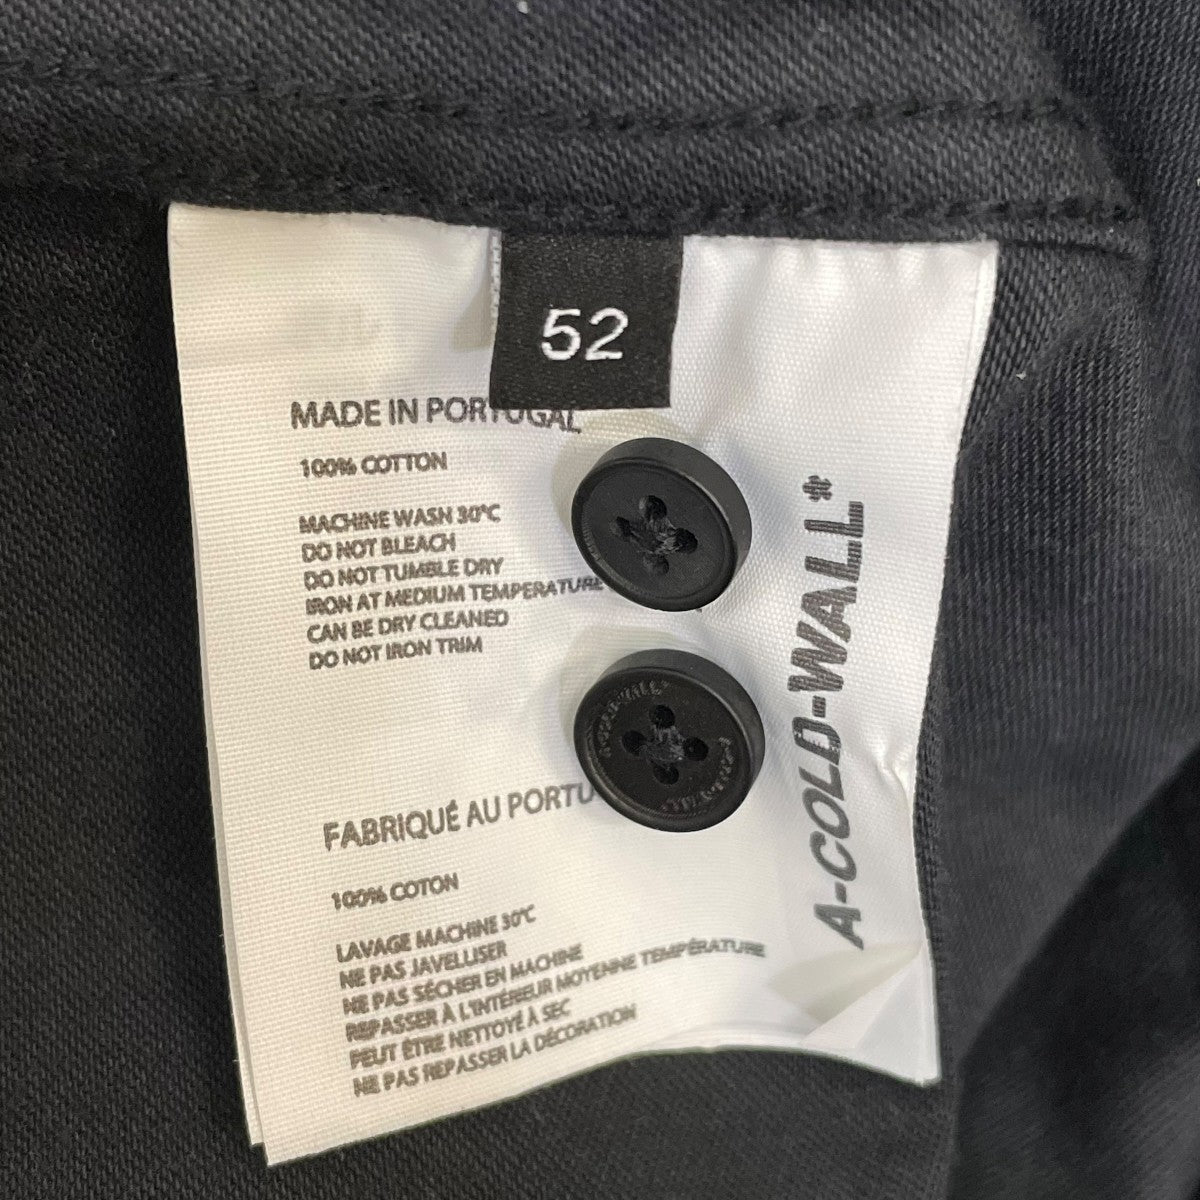 52
MADE IN PORTUGAL
100% COTTON
MACHINE WASH 30°C
DO NOT BLEACH
DO NOT TUMBLE DRY
IRON AT MEDIUM TEMPERATURE
CAN BE DRY CLEANED
DO NOT IRON TRIM
A-COLD-WALL*
FABRIQUÉ AU PORTU
100% COTON
LAVAGE MACHINE 30°C
NE PAS JAVELLISER
NE PAS SÉCHER EN MACHINE
REPASSER À L'INTÉRIEUR MOYENNE TEMPÉRATURE
PEUT ÊTRE NETTOYÉ À SEC
NE PAS REPASSER LA DÉCORATION